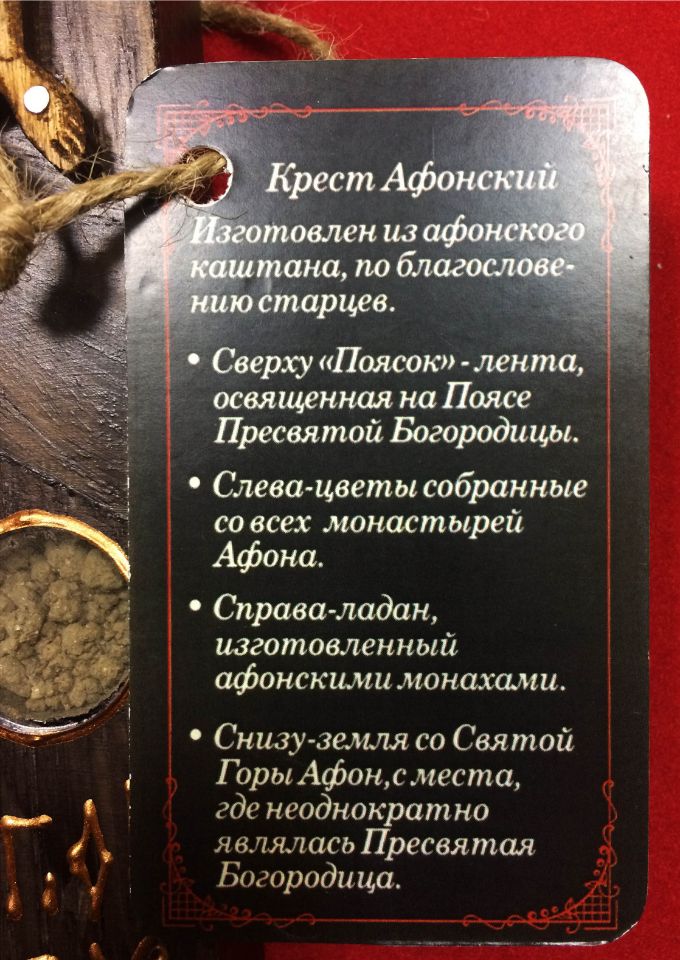 Крест Афонский
Изготовлен из афонского
каштана, по благослове-
нию старцев.
• Сверху «Поясок» - лента,
освященная на Поясе
Пресвятой Богородицы.
• Слева-цветы собранные
со всех монастырей
Афона.
• Справа-ладан,
изготовленный
афонскими монахами.
• Снизу-земля со Святой
Горы Афон,с места,
где неоднократно
являлась Пресвятая
Богородица.